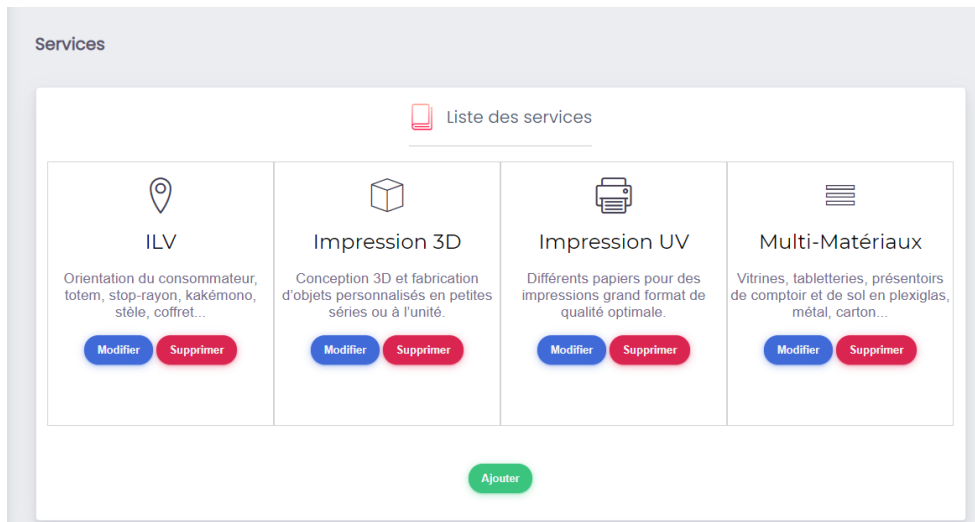 Services
Liste des services
ILV
Orientation du consommateur,
totem, stop-rayon, kakémono,
stèle, coffret...
Modifier Supprimer
Impression 3D
Conception 3D et fabrication
d'objets personnalisés en petites
séries ou à l'unité.
Modifier Supprimer
Impression UV
Différents papiers pour des
impressions grand format de
qualité optimale.
Modifier Supprimer
Multi-Matériaux
Vitrines, tabletteries, présentoirs
de comptoir et de sol en plexiglas,
métal, carton...
Modifier Supprimer
Ajouter